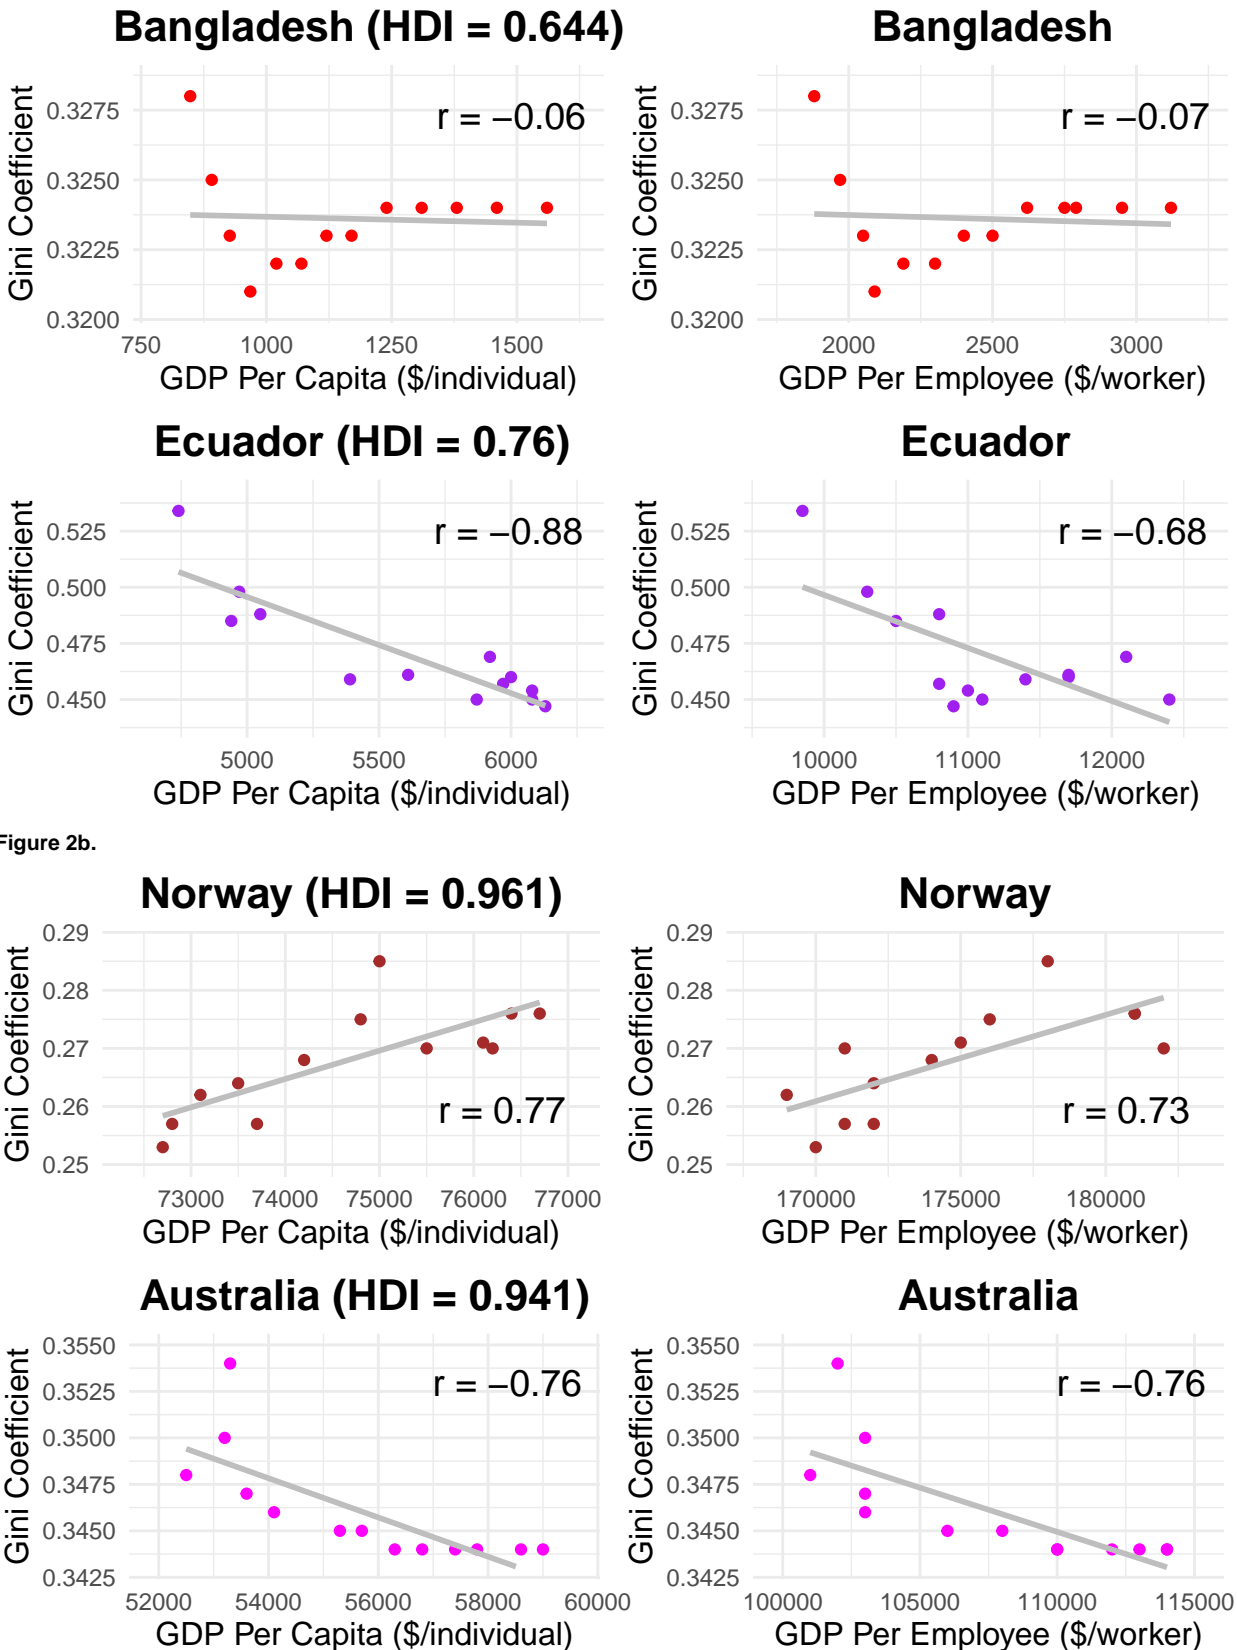 Bangladesh (HDI = 0.644)
Gini Coefficient
0.3275
0.3250
0.3225
0.3200
r = −0.06
750 1000 1250 1500
GDP Per Capita ($/individual)
Bangladesh
Gini Coefficient
0.3275
0.3250
0.3225
0.3200
r = −0.07
2000 2500 3000
GDP Per Employee ($/worker)
Ecuador (HDI = 0.76)
Gini Coefficient
0.525
0.500
0.475
0.450
r = −0.88
5000 5500 6000
GDP Per Capita ($/individual)
Ecuador
Gini Coefficient
0.525
0.500
0.475
0.450
r = −0.68
10000 11000 12000
GDP Per Employee ($/worker)
Figure 2b.
Norway (HDI = 0.961)
Gini Coefficient
0.29
0.28
0.27
0.26
0.25
r = 0.77
73000 74000 75000 76000 77000
GDP Per Capita ($/individual)
Norway
Gini Coefficient
0.29
0.28
0.27
0.26
0.25
r = 0.73
170000 175000 180000
GDP Per Employee ($/worker)
Australia (HDI = 0.941)
Gini Coefficient
0.3550
0.3525
0.3500
0.3475
0.3450
0.3425
r = −0.76
52000 54000 56000 58000 60000
GDP Per Capita ($/individual)
Australia
Gini Coefficient
0.3550
0.3525
0.3500
0.3475
0.3450
0.3425
r = −0.76
100000 105000 110000 115000
GDP Per Employee ($/worker)